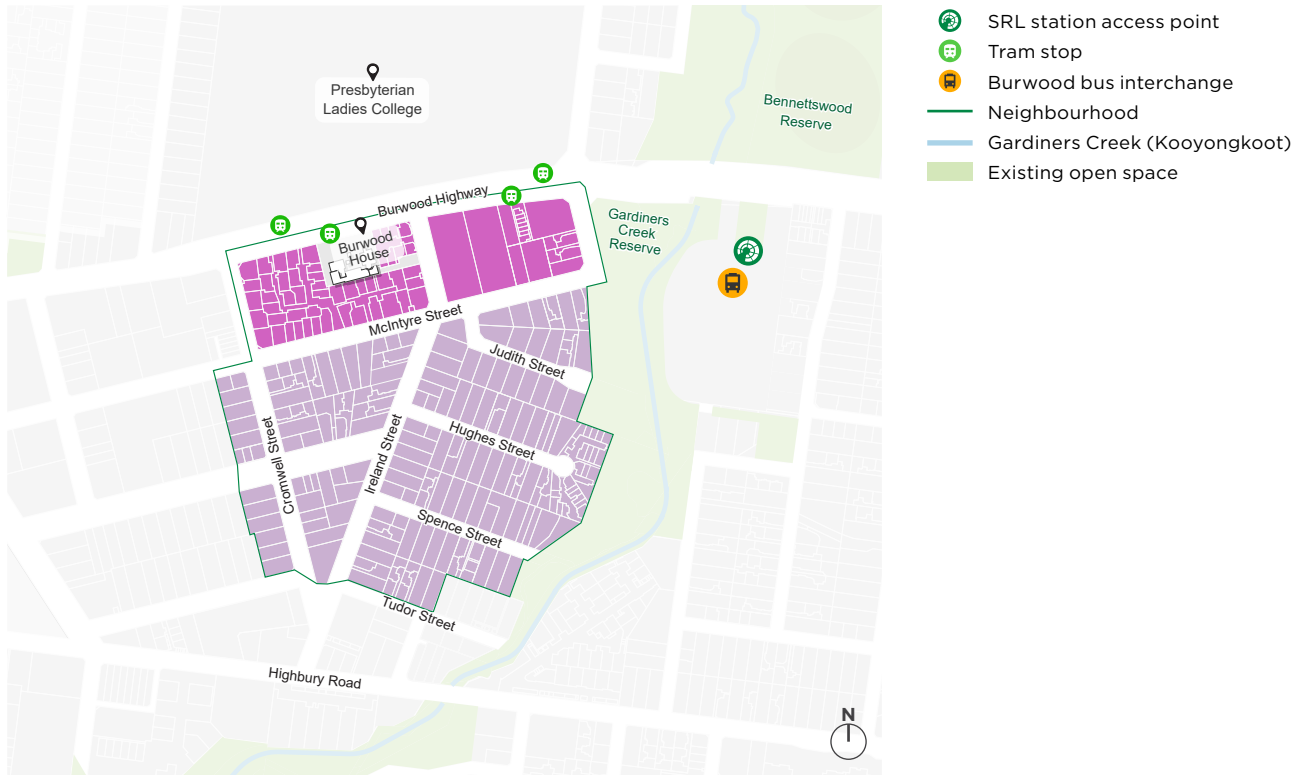 SRL station access point
Tram stop
Burwood bus interchange
Neighbourhood
Gardiners Creek (Kooyongkoot)
Existing open space
Presbyterian
Ladies College
Bennettswood
Reserve
Burwood Highway
Gardiners
Creek
Reserve
Burwood
House
McIntyre Street
Judith Street
Cromwell Street
Ireland Street
Hughes Street
Spence Street
Tudor Street
Highbury Road
N